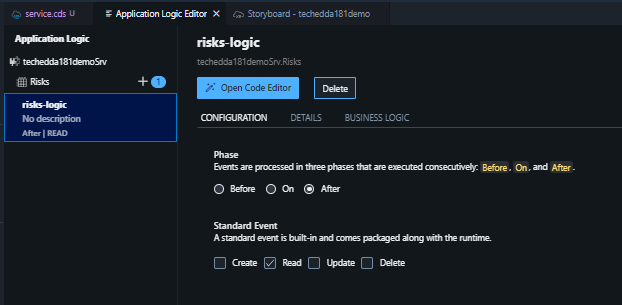 service.cds U
Application Logic Editor
Storyboard - techedda181demo
Application Logic
techedda181demoSrv
Risks
1
risks-logic
No description
After | READ
risks-logic
techedda181demoSrv.Risks
Open Code Editor
Delete
CONFIGURATION
DETAILS
BUSINESS LOGIC
Phase
Events are processed in three phases that are executed consecutively: Before, On, and After.
Before
On
After
Standard Event
A standard event is built-in and comes packaged along with the runtime.
Create
Read
Update
Delete